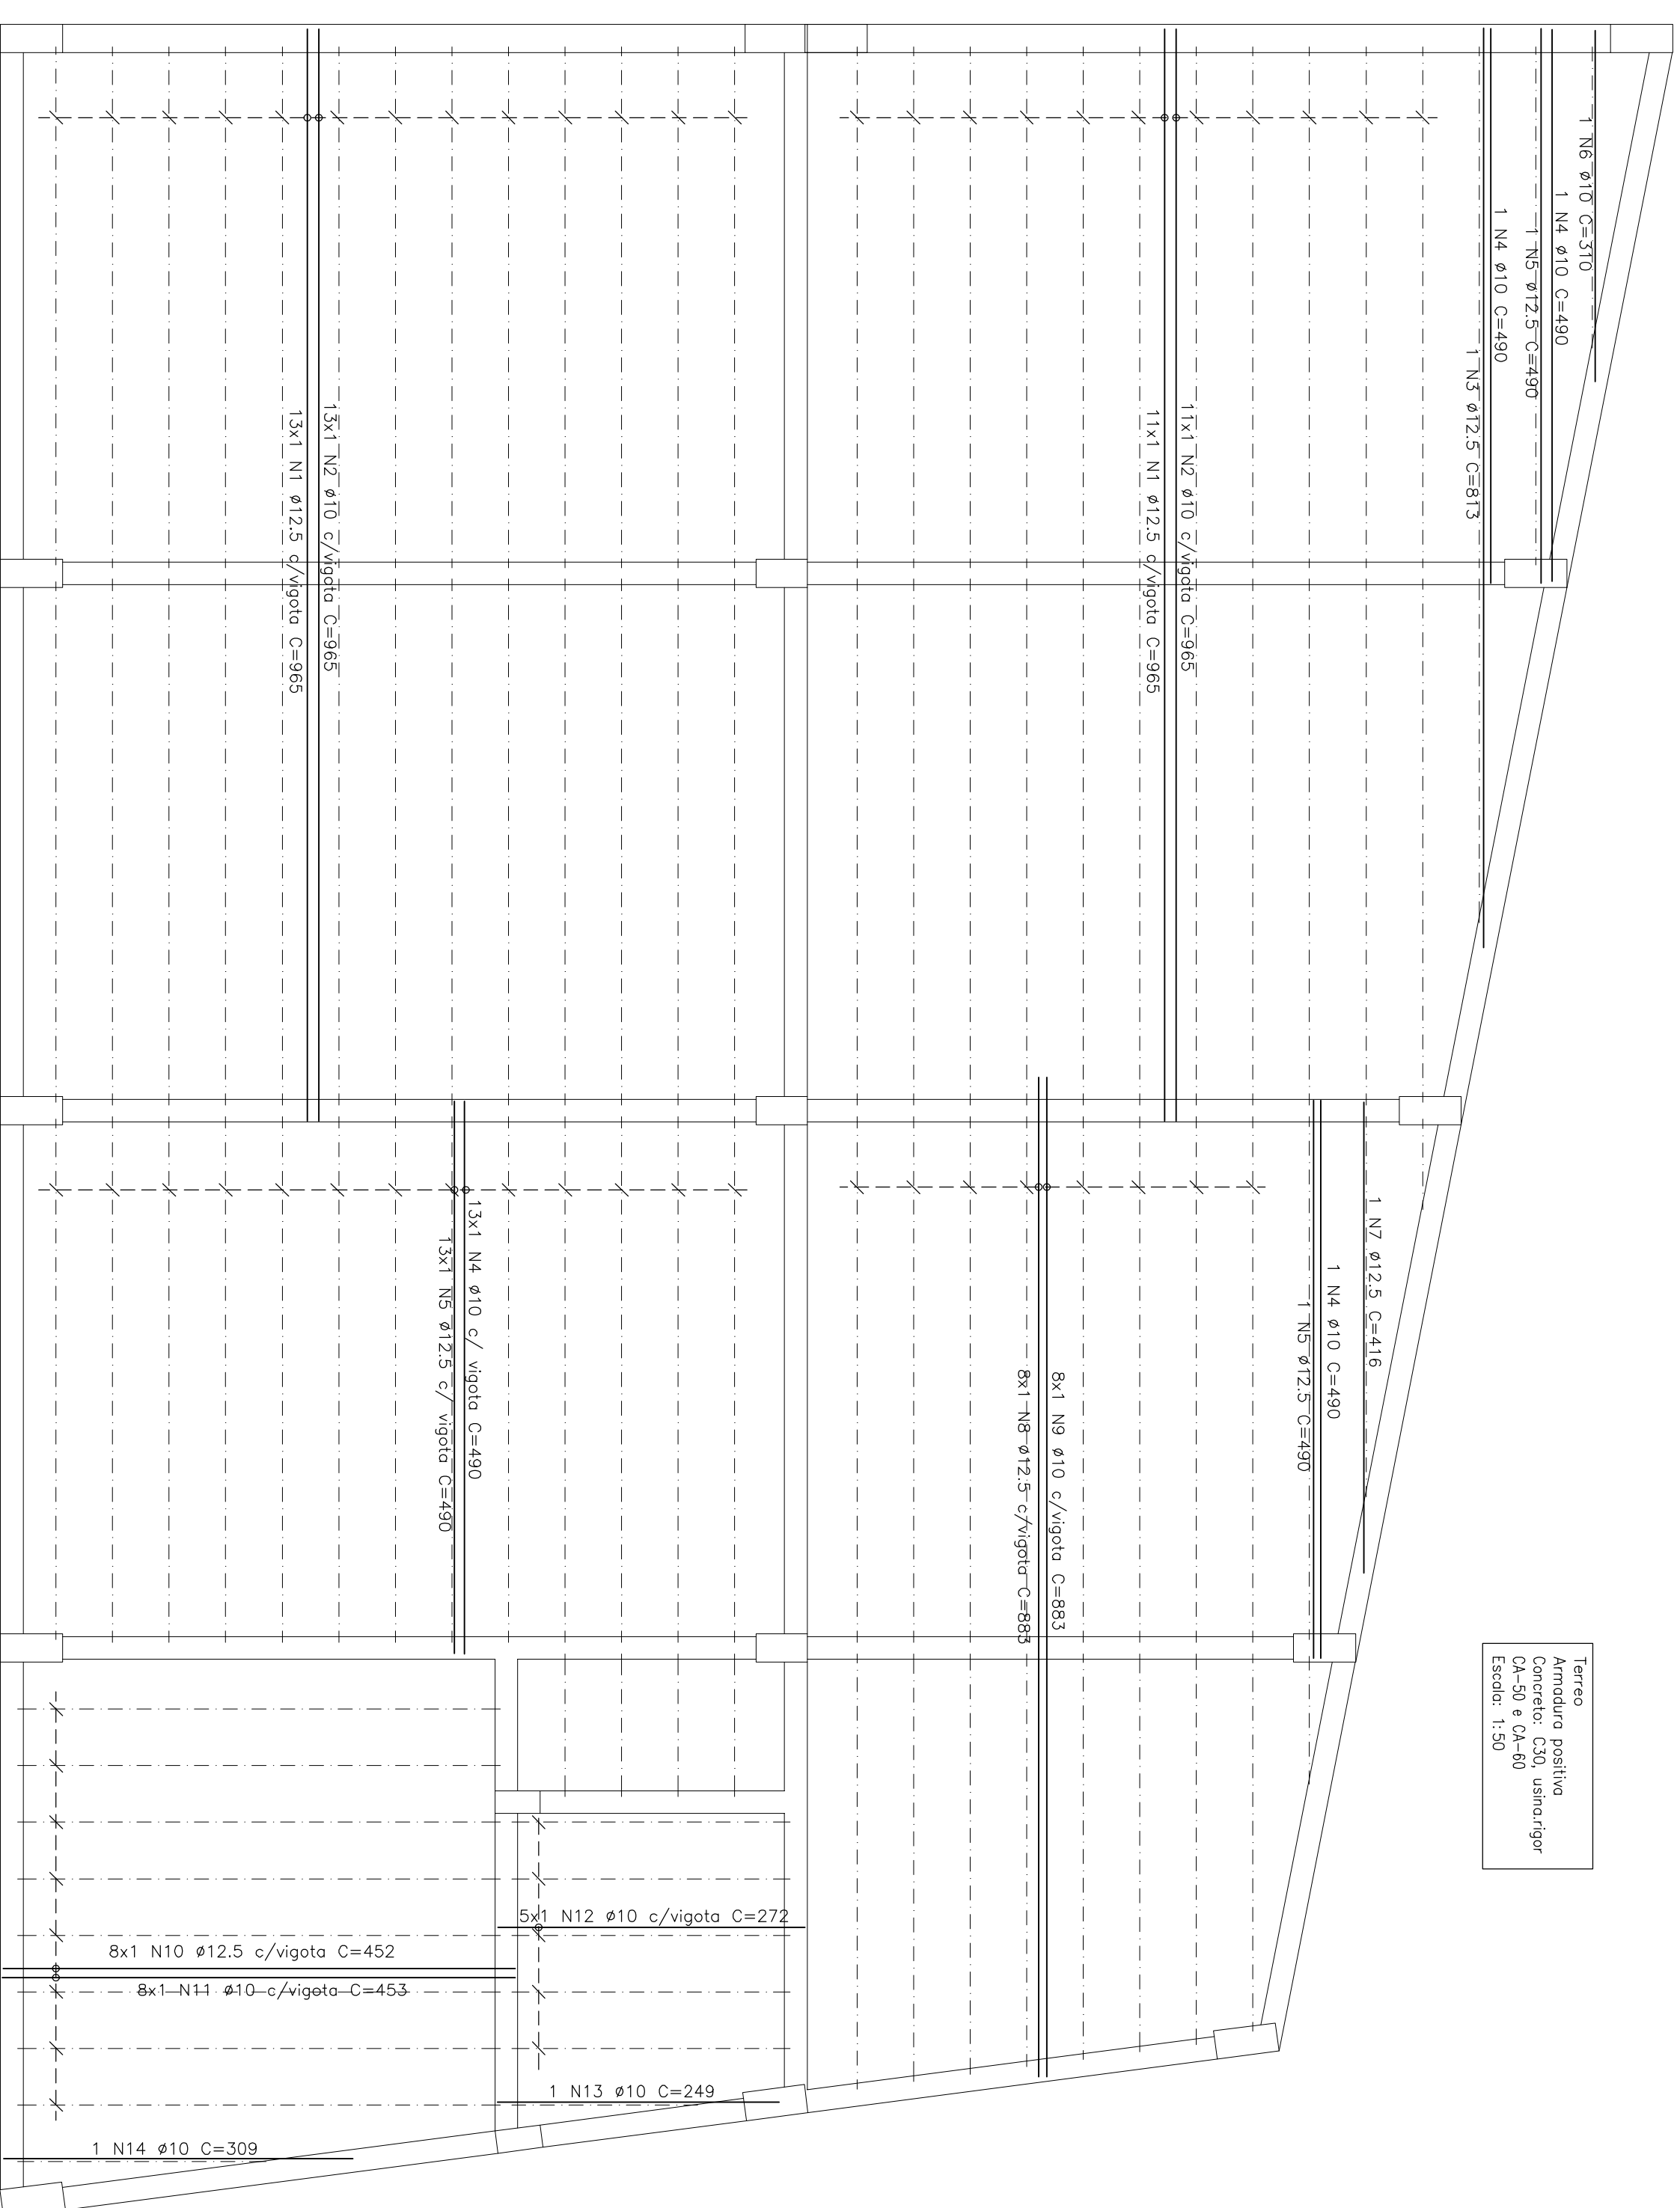 1 N6 ø10 C=310
1 N4 ø10 C=490
1 N5 ø12.5 C=490
1 N4 ø10 C=490
1 N3 ø12.5 C=813
11x1 N2 ø10 c/vigota C=965
11x1 N1 ø12.5 c/vigota C=965
13x1 N2 ø10 c/vigota C=965
13x1 N1 ø12.5 c/vigota C=965
1 N7 ø12.5 C=416
1 N4 ø10 C=490
1 N5 ø12.5 C=490
8x1 N9 ø10 c/vigota C=883
8x1 N8 ø12.5 c/vigota C=883
13x1 N4 ø10 c/ vigota C=490
13x1 N5 ø12.5 c/ vigota C=490
Terreo
Armadura positiva
Concreto: C30, usina.rigor
CA-50 e CA-60
Escala: 1:50
5x1 N12 ø10 c/vigota C=272
8x1 N10 ø12.5 c/vigota C=452
8x1 N11 ø10 c/vigota C=453
1 N13 ø10 C=249
1 N14 ø10 C=309